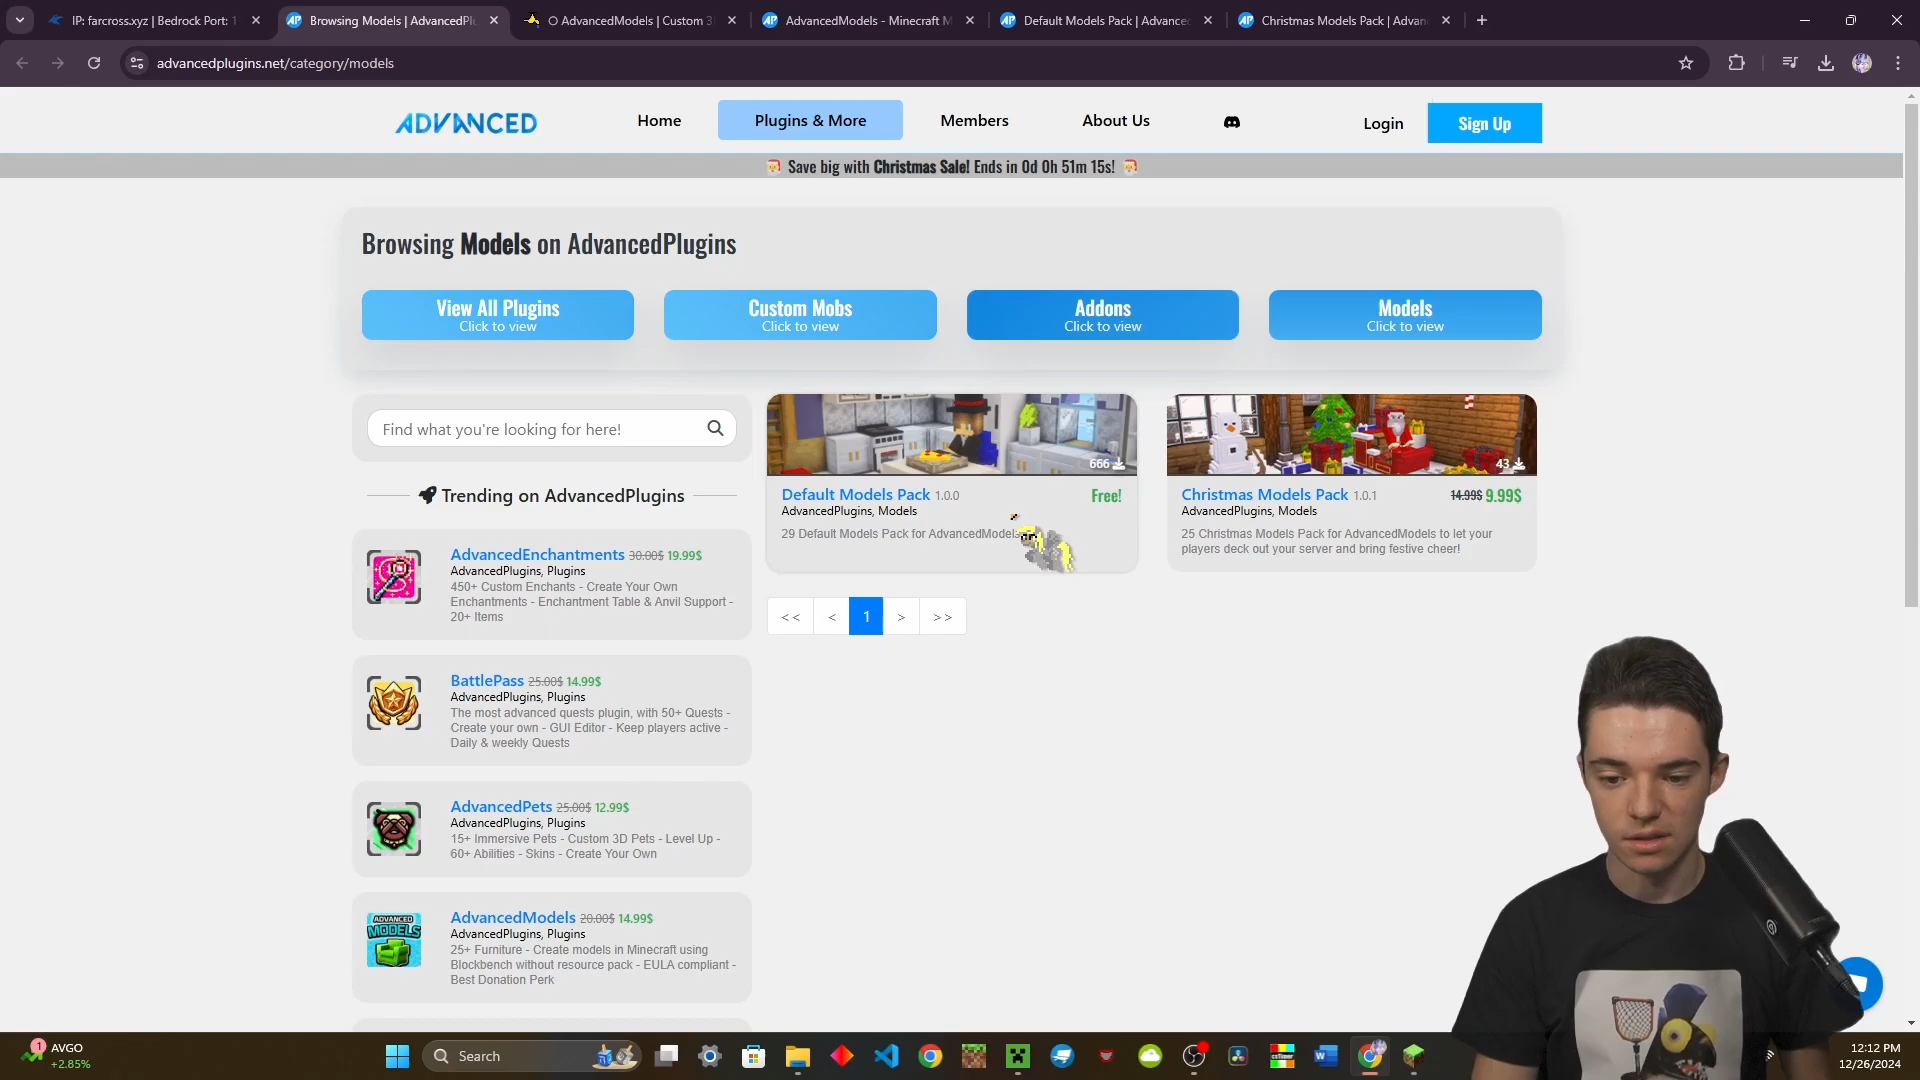 IP: farcross.xyz | Bedrock Port: 1
Browsing Models | AdvancedPlu
AdvancedModels | Custom 3
AdvancedModels - Minecraft M
Default Models Pack | Advance
Christmas Models Pack | Advan
advancedplugins.net/category/models
ADVANCED
Home
Plugins & More
Members
About Us
Login
Sign Up
Save big with Christmas Sale! Ends in 0d 0h 51m 15s!
Browsing Models on AdvancedPlugins
View All Plugins
Click to view
Custom Mobs
Click to view
Addons
Click to view
Models
Click to view
Find what you're looking for here!
Trending on AdvancedPlugins
AdvancedEnchantments 30.00$ 19.99$
AdvancedPlugins, Plugins
450+ Custom Enchants - Create Your Own
Enchantments - Enchantment Table & Anvil Support -
20+ Items
BattlePass 25.00$ 14.99$
AdvancedPlugins, Plugins
The most advanced quests plugin, with 50+ Quests -
Create your own - GUI Editor - Keep players active -
Daily & weekly Quests
AdvancedPets 25.00$ 12.99$
AdvancedPlugins, Plugins
15+ Immersive Pets - Custom 3D Pets - Level Up -
60+ Abilities - Skins - Create Your Own
ADVANCED
MODELS
AdvancedModels 20.00$ 14.99$
AdvancedPlugins, Plugins
25+ Furniture - Create models in Minecraft using
Blockbench without resource pack - EULA compliant -
Best Donation Perk
666
Default Models Pack 1.0.0 Free!
AdvancedPlugins, Models
29 Default Models Pack for AdvancedModels
43
Christmas Models Pack 1.0.1 14.99$ 9.99$
AdvancedPlugins, Models
25 Christmas Models Pack for AdvancedModels to let your
players deck out your server and bring festive cheer!
<< < 1 > >>
1
AVGO
+2.85%
Search
csTimer
12:12 PM
12/26/2024